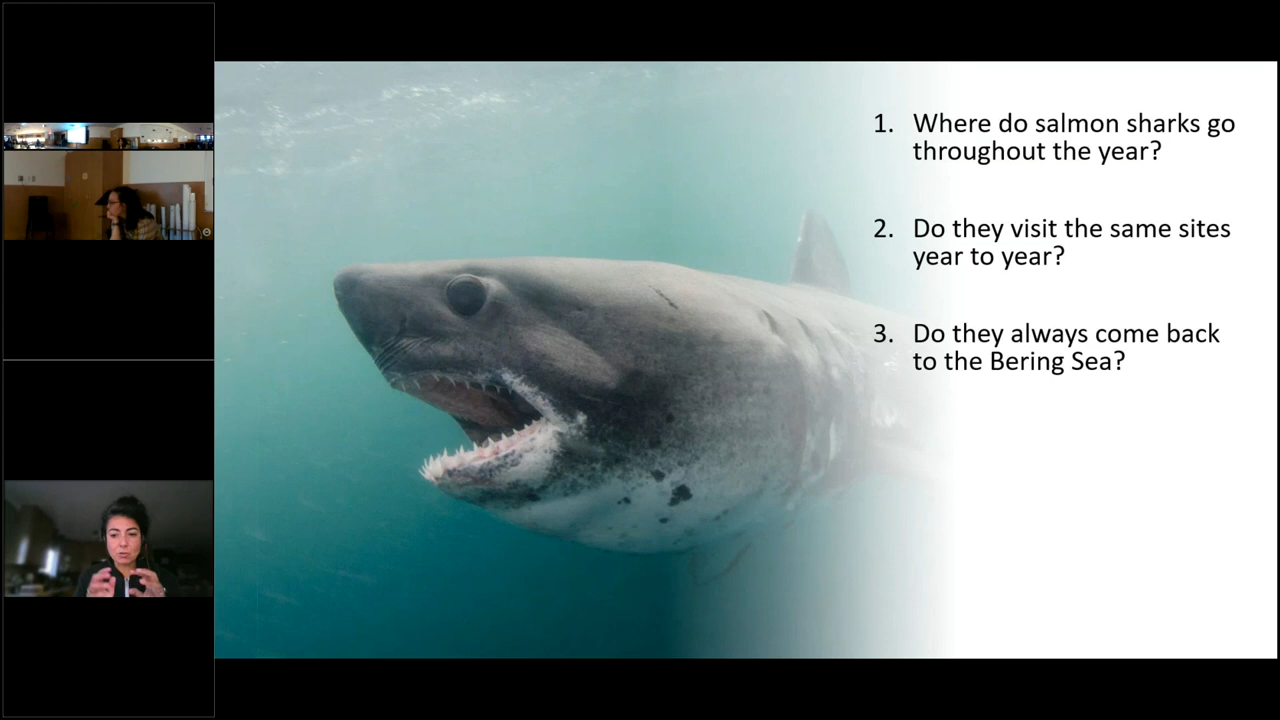 1. Where do salmon sharks go
throughout the year?
2. Do they visit the same sites
year to year?
3. Do they always come back
to the Bering Sea?